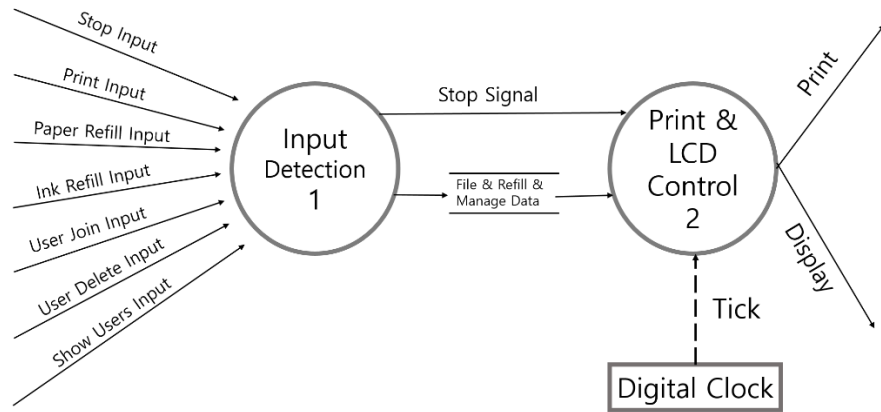 Stop Input
Print Input
Paper Refill Input
Ink Refill Input
User Join Input
User Delete Input
Show Users Input
Input
Detection
1
Stop Signal
File & Refill &
Manage Data
Print &
LCD
Control
2
Print
Display
Tick
Digital Clock